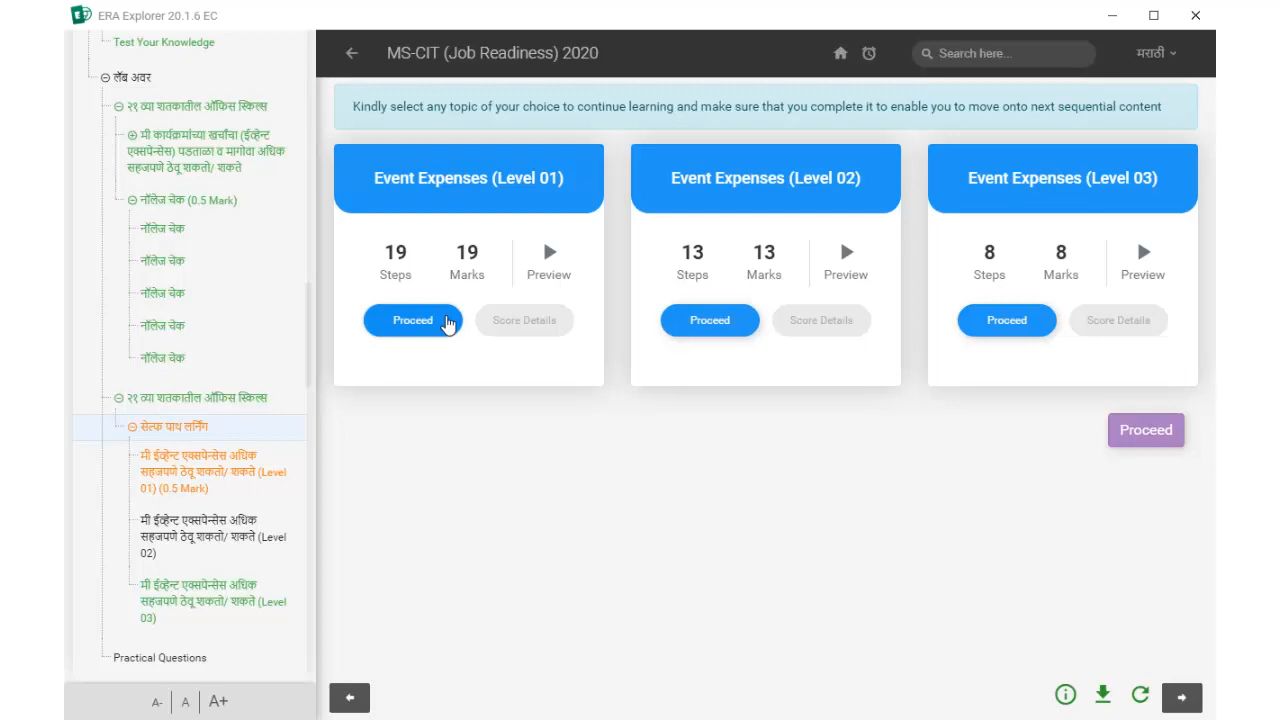 ERA Explorer 20.1.6 EC
Test Your Knowledge
लॅब अवर
२१ व्या शतकातील ऑफिस स्किल्स
मी कार्यक्रमांच्या खर्चांचा (ईव्हेन्ट
एक्सपेन्सेस) पडताळा व मागोवा अधिक
सहजपणे ठेवू शकतो/ शकते
नॉलेज चेक (0.5 Mark)
नॉलेज चेक
नॉलेज चेक
नॉलेज चेक
नॉलेज चेक
नॉलेज चेक
२१ व्या शतकातील ऑफिस स्किल्स
सेल्फ पाथ लर्निंग
मी ईव्हेन्ट एक्सपेन्सेस अधिक
सहजपणे ठेवू शकतो/ शकते (Level
01) (0.5 Mark)
मी ईव्हेन्ट एक्सपेन्सेस अधिक
सहजपणे ठेवू शकतो/ शकते (Level
02)
मी ईव्हेन्ट एक्सपेन्सेस अधिक
सहजपणे ठेवू शकतो/ शकते (Level
03)
Practical Questions
A- A A+
MS-CIT (Job Readiness) 2020
Search here...
मराठी
Kindly select any topic of your choice to continue learning and make sure that you complete it to enable you to move onto next sequential content
Event Expenses (Level 01)
19 19
Steps Marks Preview
Proceed Score Details
Event Expenses (Level 02)
13 13
Steps Marks Preview
Proceed Score Details
Event Expenses (Level 03)
8 8
Steps Marks Preview
Proceed Score Details
Proceed